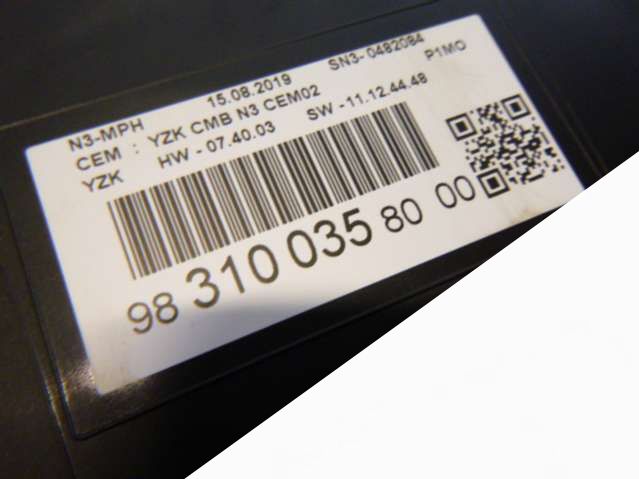 N3-MPH 15.08.2019 SN3-0482084
CEM : YZK CMB N3 CEM02 P1MO
YZK HW - 07.40.03 SW -11.12.44.48
98 310 035 80 00